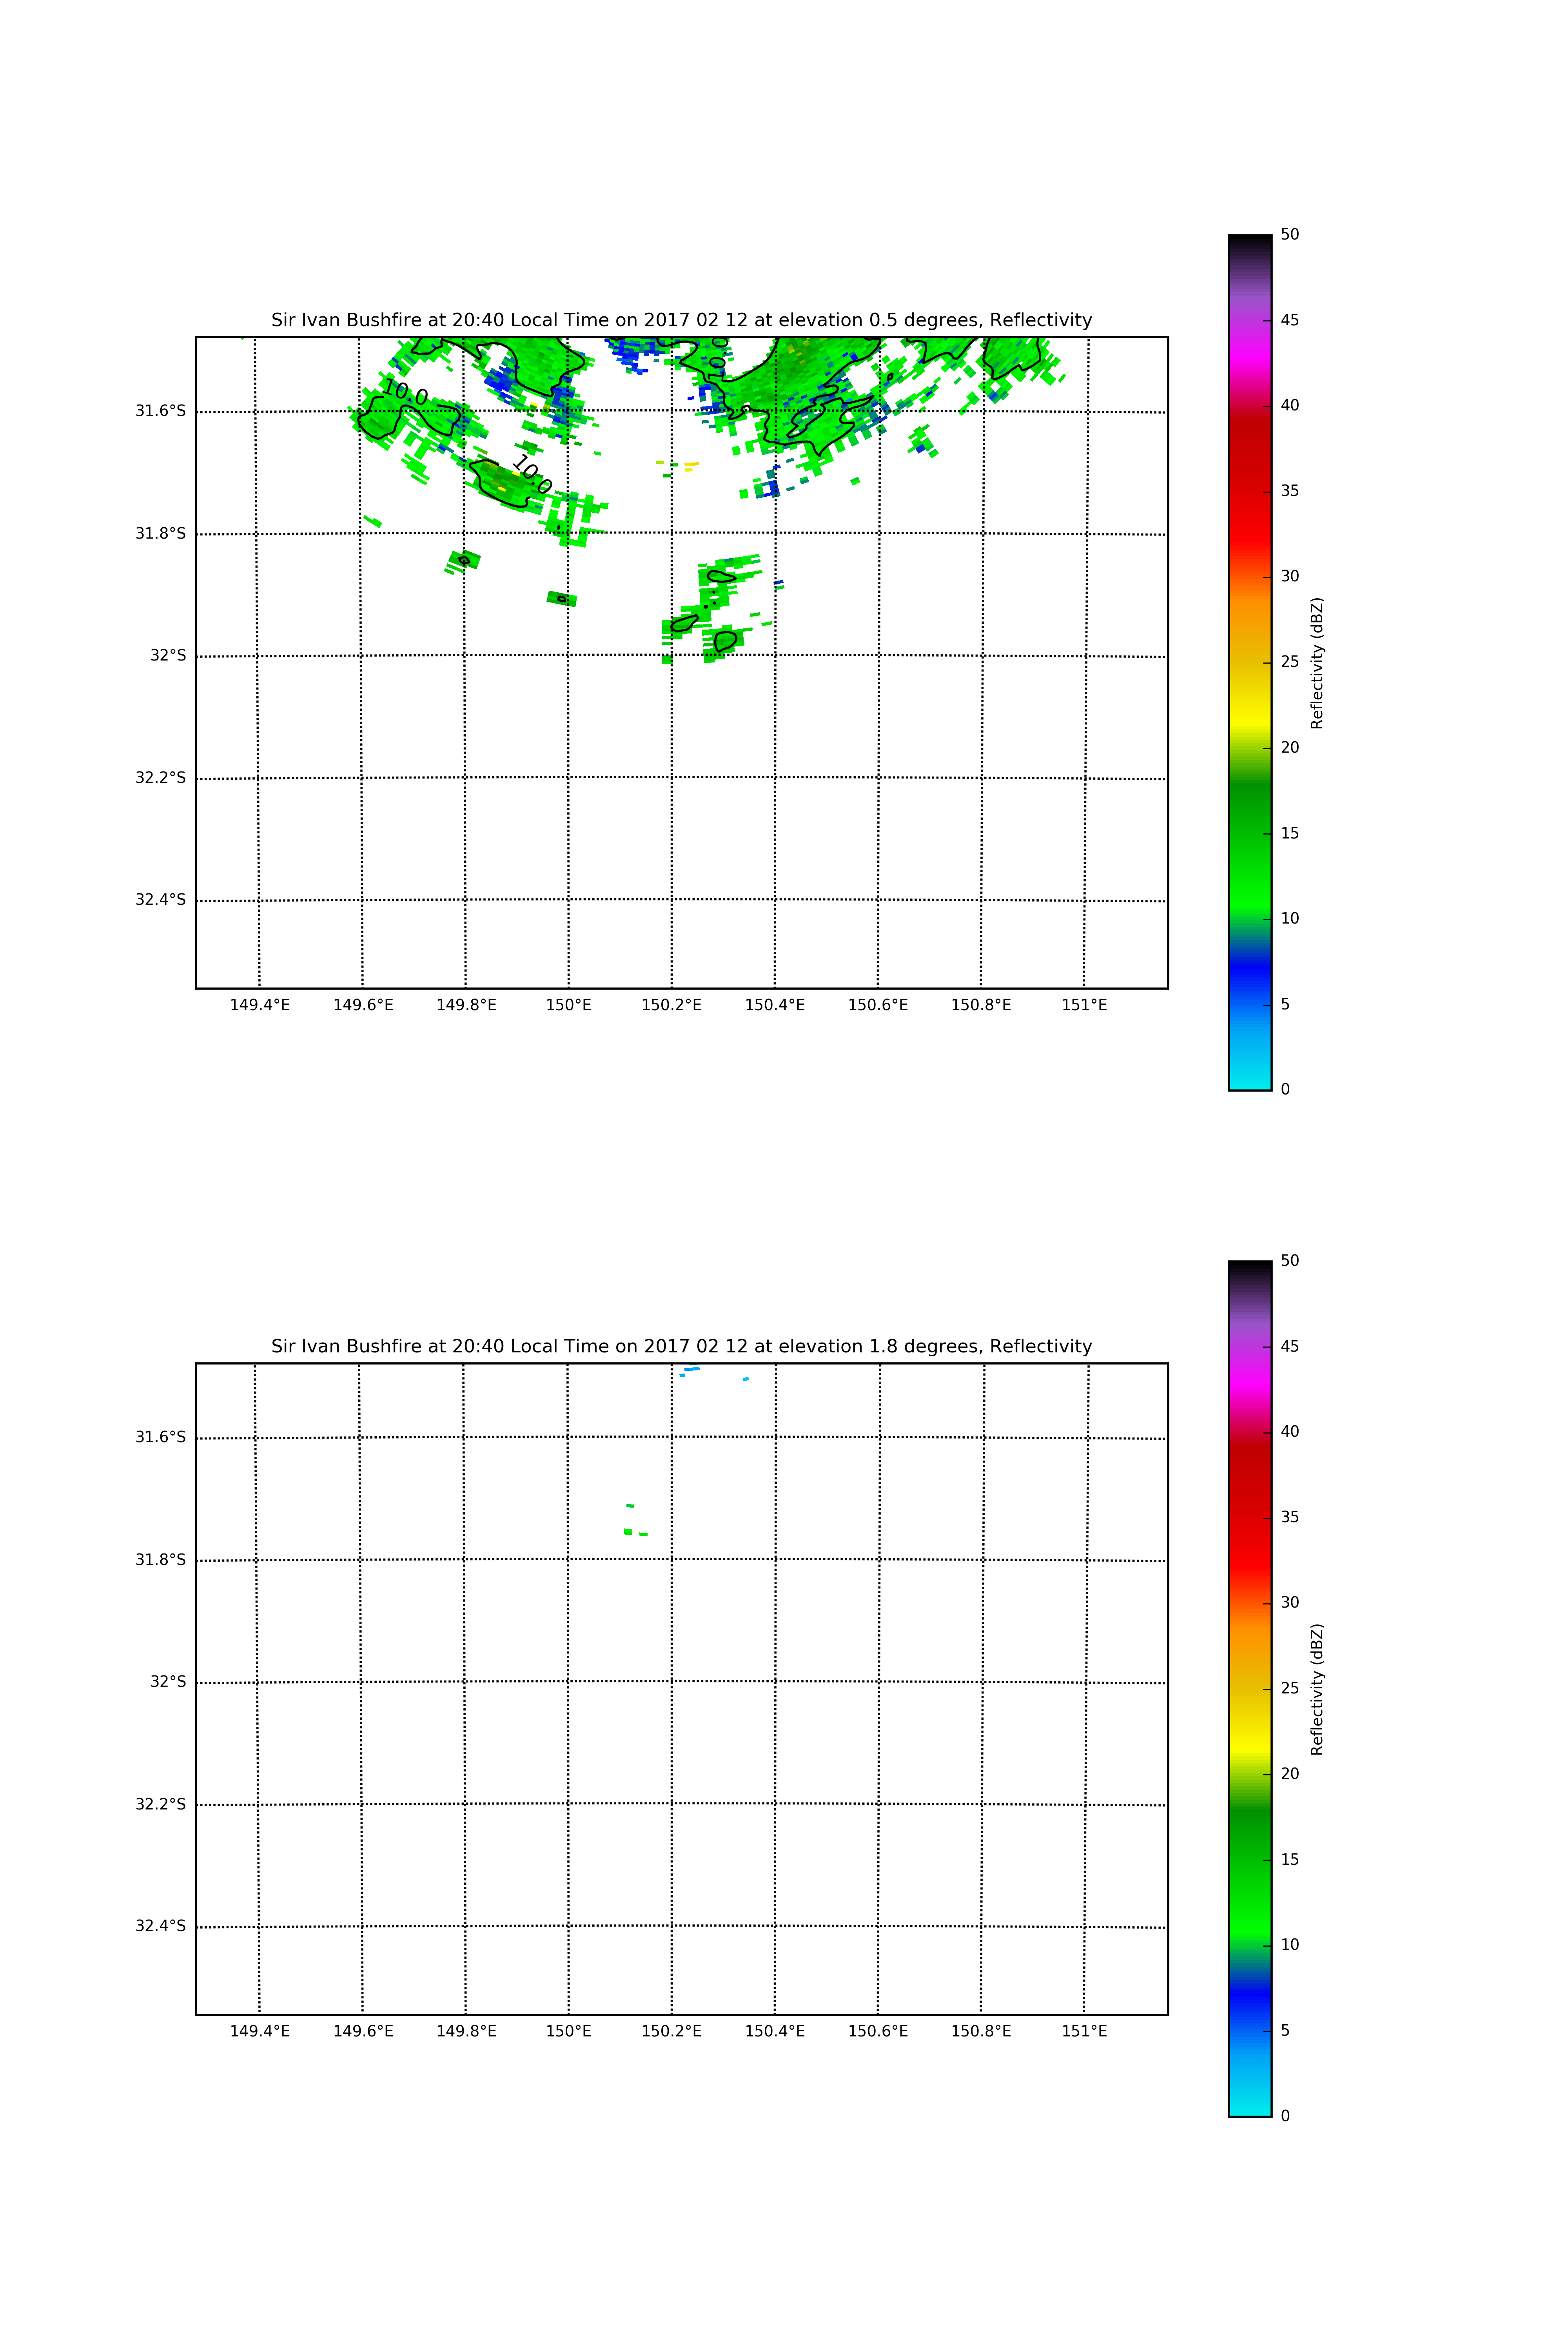 Sir Ivan Bushfire at 20:40 Local Time on 2017 02 12 at elevation 0.5 degrees, Reflectivity
10.0
10.0
10.0
31.6°S
31.8°S
32°S
32.2°S
32.4°S
149.4°E 149.6°E 149.8°E 150°E 150.2°E 150.4°E 150.6°E 150.8°E 151°E
50
45
40
35
30
25
20
15
10
5
0
Reflectivity (dBZ)
Sir Ivan Bushfire at 20:40 Local Time on 2017 02 12 at elevation 1.8 degrees, Reflectivity
31.6°S
31.8°S
32°S
32.2°S
32.4°S
149.4°E 149.6°E 149.8°E 150°E 150.2°E 150.4°E 150.6°E 150.8°E 151°E
50
45
40
35
30
25
20
15
10
5
0
Reflectivity (dBZ)